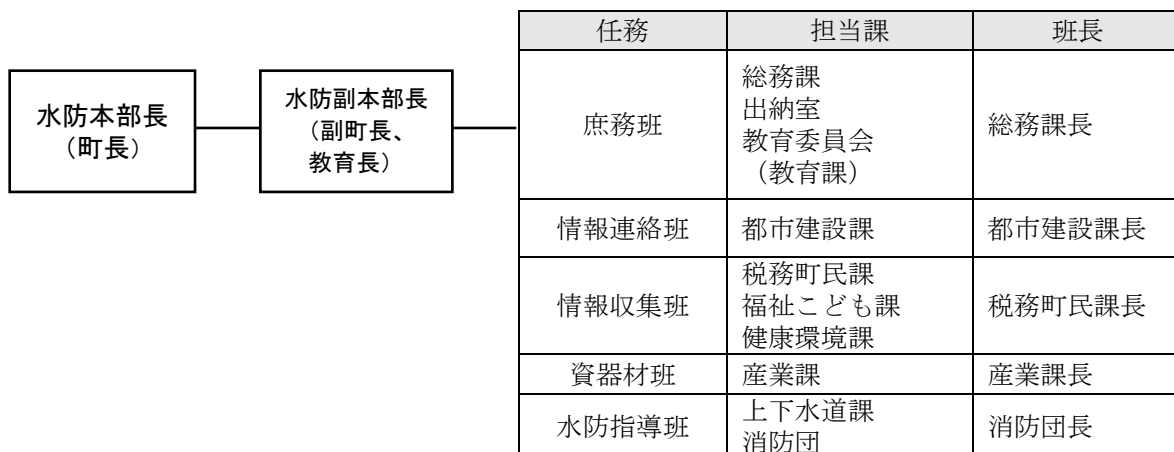 水防本部長
（町長）
水防副本部長
（副町長、
教育長）
任務 担当課 班長
庶務班
総務課
出納室
教育委員会
（教育課）
総務課長
情報連絡班 都市建設課 都市建設課長
情報収集班
税務町民課
福祉こども課
健康環境課
税務町民課長
資器材班 産業課 産業課長
水防指導班
上下水道課
消防団
消防団長